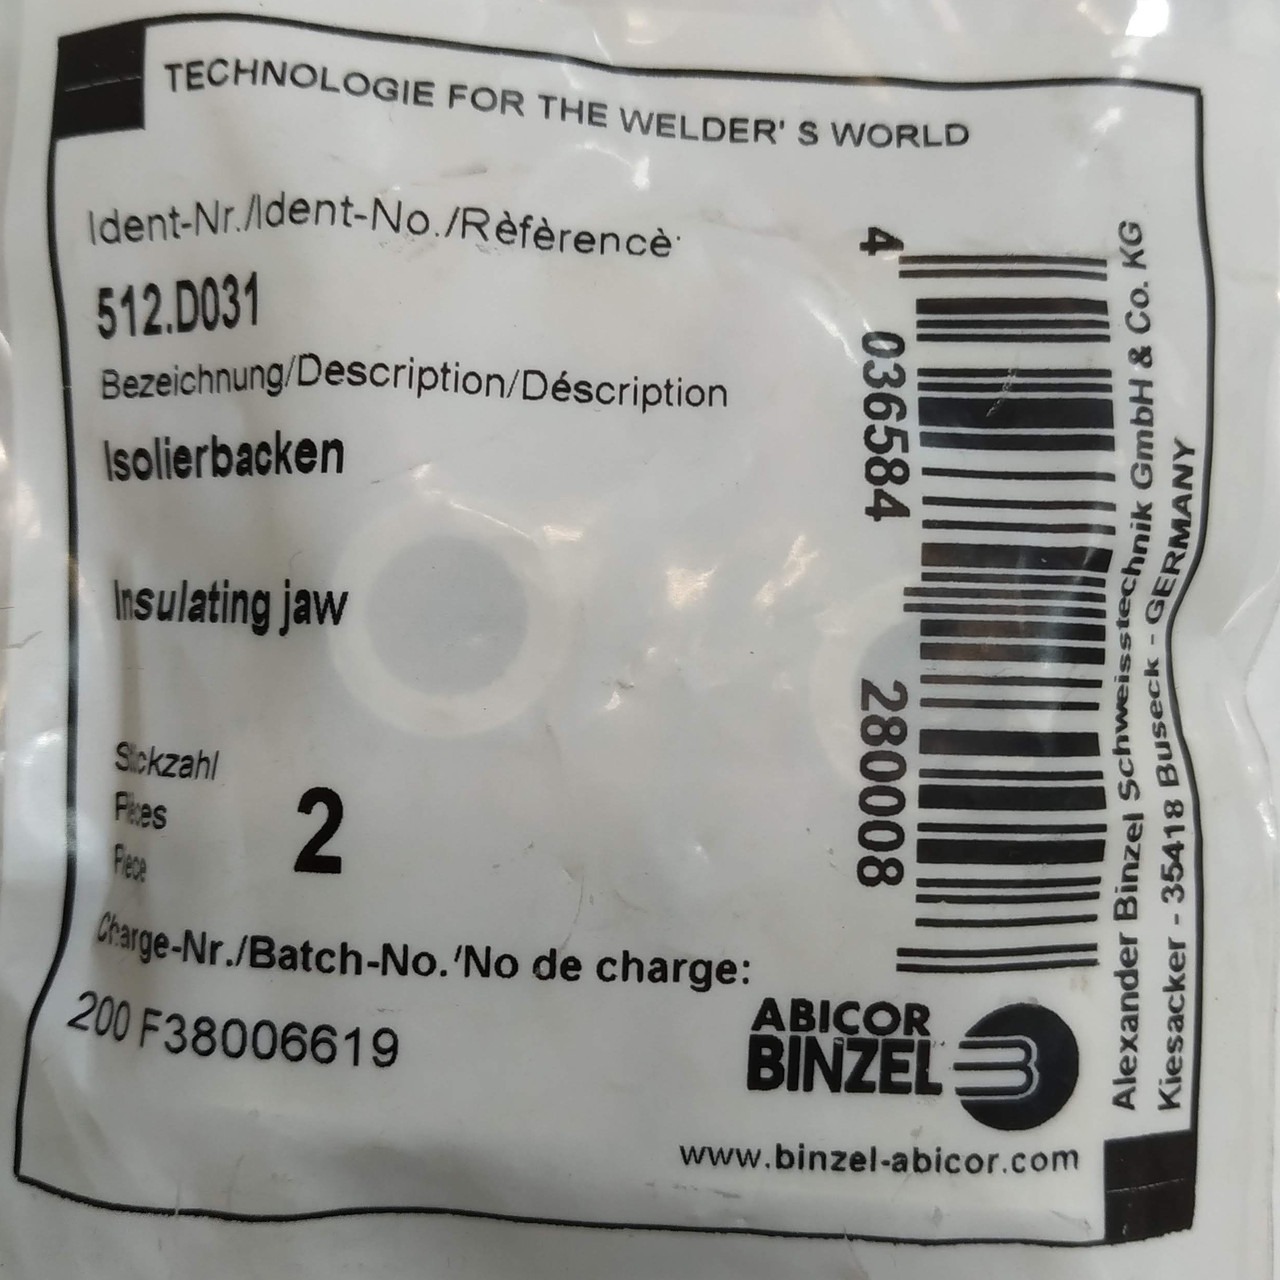 TECHNOLOGIE FOR THE WELDER' S WORLD
Ident-Nr./Ident-No./Rèfèrencè
512.D031
Bezeichnung/Description/Déscription
Isolierbacken
Insulating jaw
Stckzahl
Pièces
Piece
2
Charge-Nr./Batch-No.'No de charge:
200 F38006619
4 036584 280008
Alexander Binzel Schweisstechnik GmbH & Co. KG
Kiesacker - 35418 Buseck - GERMANY
ABICOR
BINZEL
www.binzel-abicor.com